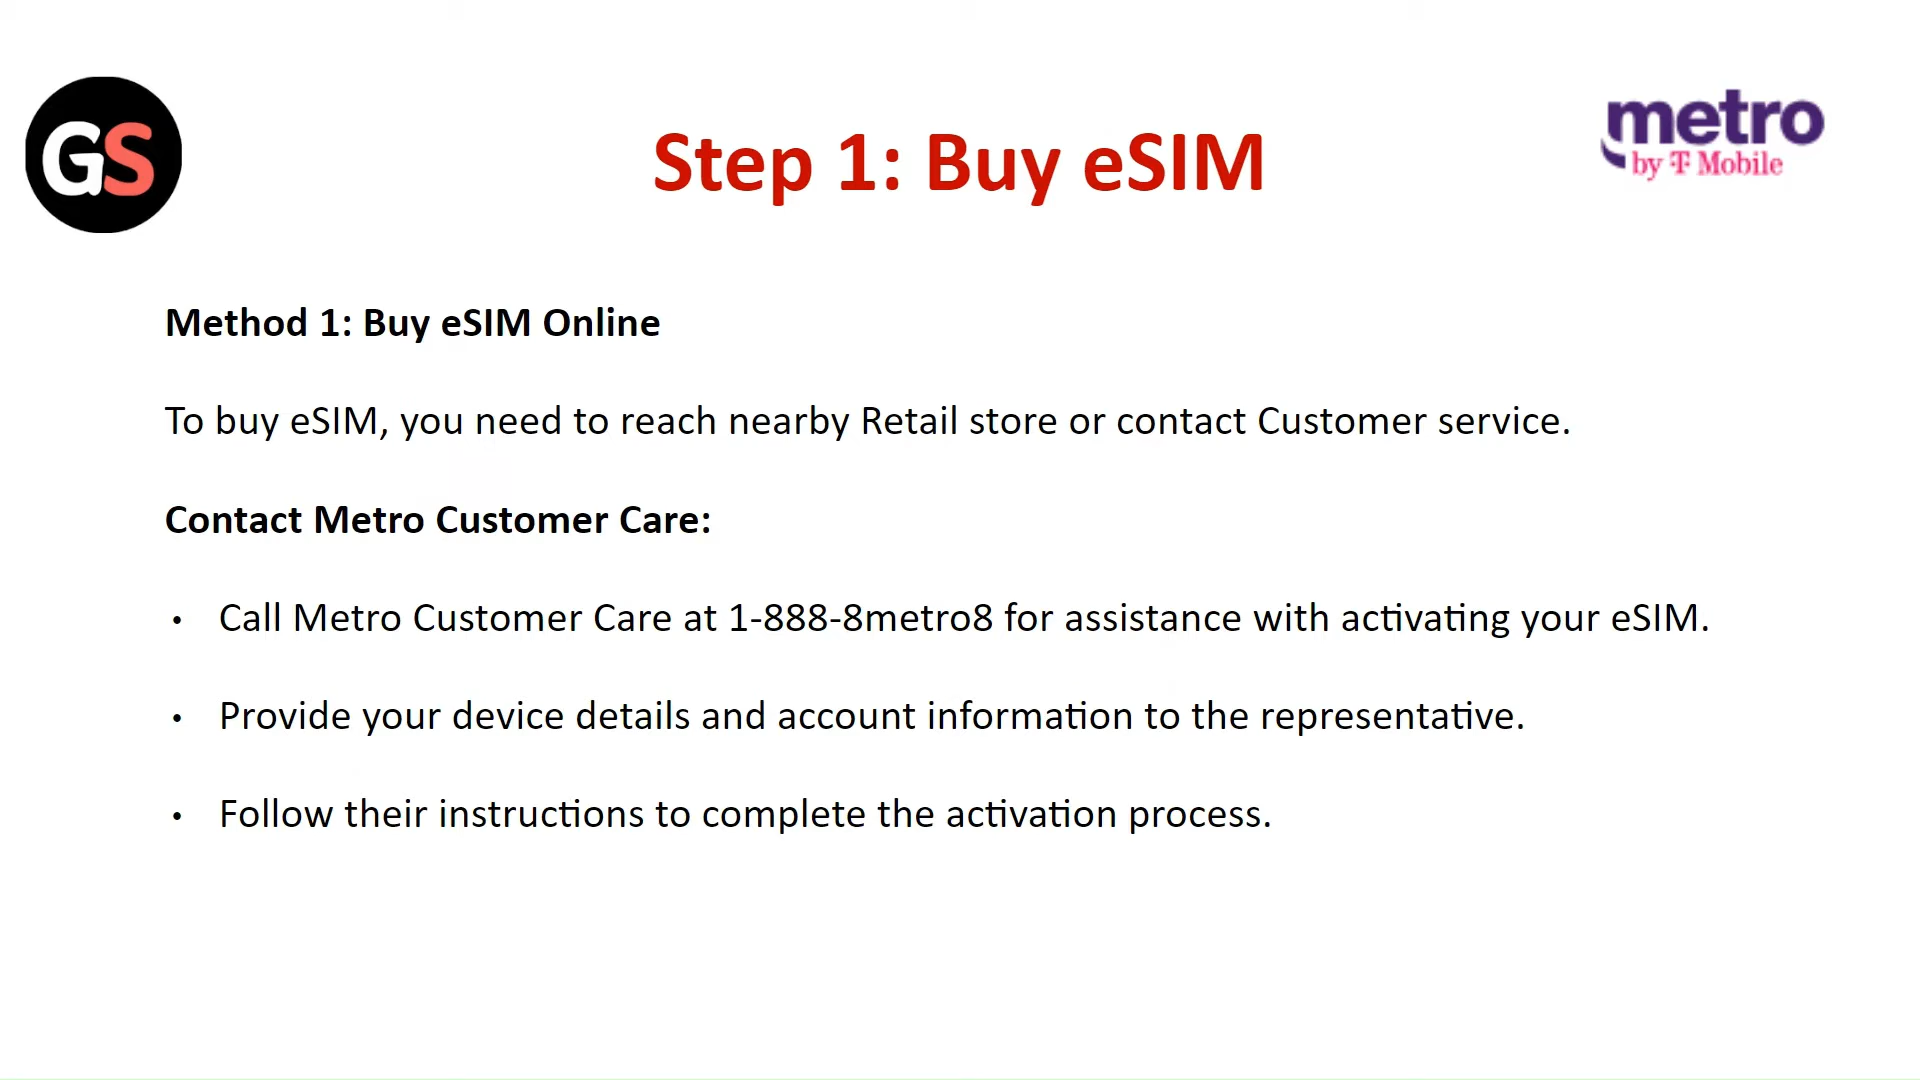 GS
metro
by T Mobile
Step 1: Buy eSIM
Method 1: Buy eSIM Online
To buy eSIM, you need to reach nearby Retail store or contact Customer service.
Contact Metro Customer Care:
• Call Metro Customer Care at 1-888-8metro8 for assistance with activating your eSIM.
• Provide your device details and account information to the representative.
• Follow their instructions to complete the activation process.